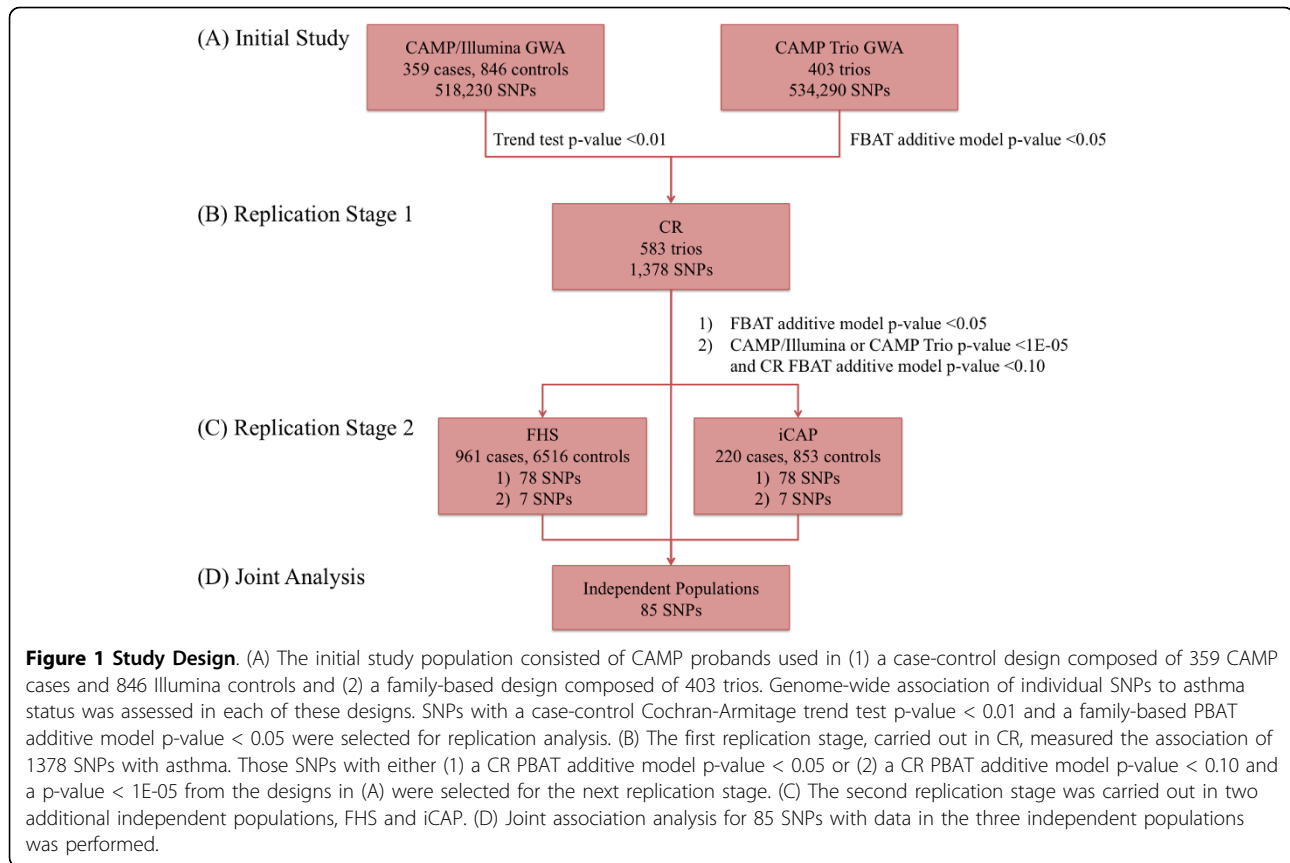 (A) Initial Study
CAMP/Illumina GWA
359 cases, 846 controls
518,230 SNPs
CAMP Trio GWA
403 trios
534,290 SNPs
Trend test p-value <0.01
FBAT additive model p-value <0.05
(B) Replication Stage 1
CR
583 trios
1,378 SNPs
1) FBAT additive model p-value <0.05
2) CAMP/Illumina or CAMP Trio p-value <1E-05
and CR FBAT additive model p-value <0.10
(C) Replication Stage 2
FHS
961 cases, 6516 controls
1) 78 SNPs
2) 7 SNPs
iCAP
220 cases, 853 controls
1) 78 SNPs
2) 7 SNPs
(D) Joint Analysis
Independent Populations
85 SNPs
Figure 1 Study Design. (A) The initial study population consisted of CAMP probands used in (1) a case-control design composed of 359 CAMP
cases and 846 Illumina controls and (2) a family-based design composed of 403 trios. Genome-wide association of individual SNPs to asthma
status was assessed in each of these designs. SNPs with a case-control Cochran-Armitage trend test p-value < 0.01 and a family-based PBAT
additive model p-value < 0.05 were selected for replication analysis. (B) The first replication stage, carried out in CR, measured the association of
1378 SNPs with asthma. Those SNPs with either (1) a CR PBAT additive model p-value < 0.05 or (2) a CR PBAT additive model p-value < 0.10 and
a p-value < 1E-05 from the designs in (A) were selected for the next replication stage. (C) The second replication stage was carried out in two
additional independent populations, FHS and iCAP. (D) Joint association analysis for 85 SNPs with data in the three independent populations
was performed.